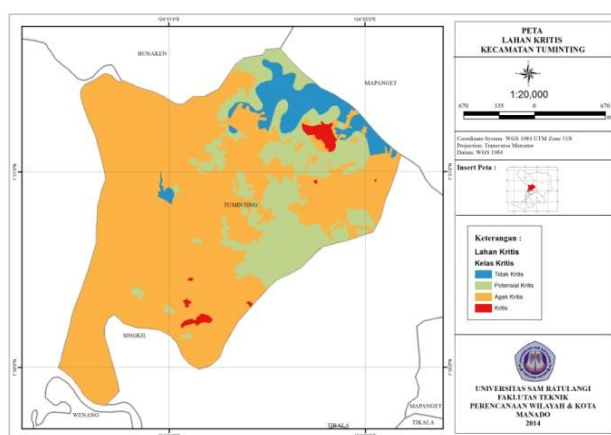 BUNAKEN
MAPANGET
TUMINTING
SINGKIL
WENANG
TIKALA
MAPANGET
TIKALA
PETA
LAHAN KRITIS
KECAMATAN TUMINTING
1:20,000
670 335 0 670
Coordinate System: WGS 1984 UTM Zone 51N
Projection: Transverse Mercator
Datum: WGS 1984
Insert Peta :
Keterangan :
Lahan Kritis
Kelas Kritis
Tidak Kritis
Potensial Kritis
Agak Kritis
Kritis
UNIVERSITAS SAM RATULANGI
FAKLUTAS TEKNIK
PERENCANAAN WILAYAH & KOTA
MANADO
2014